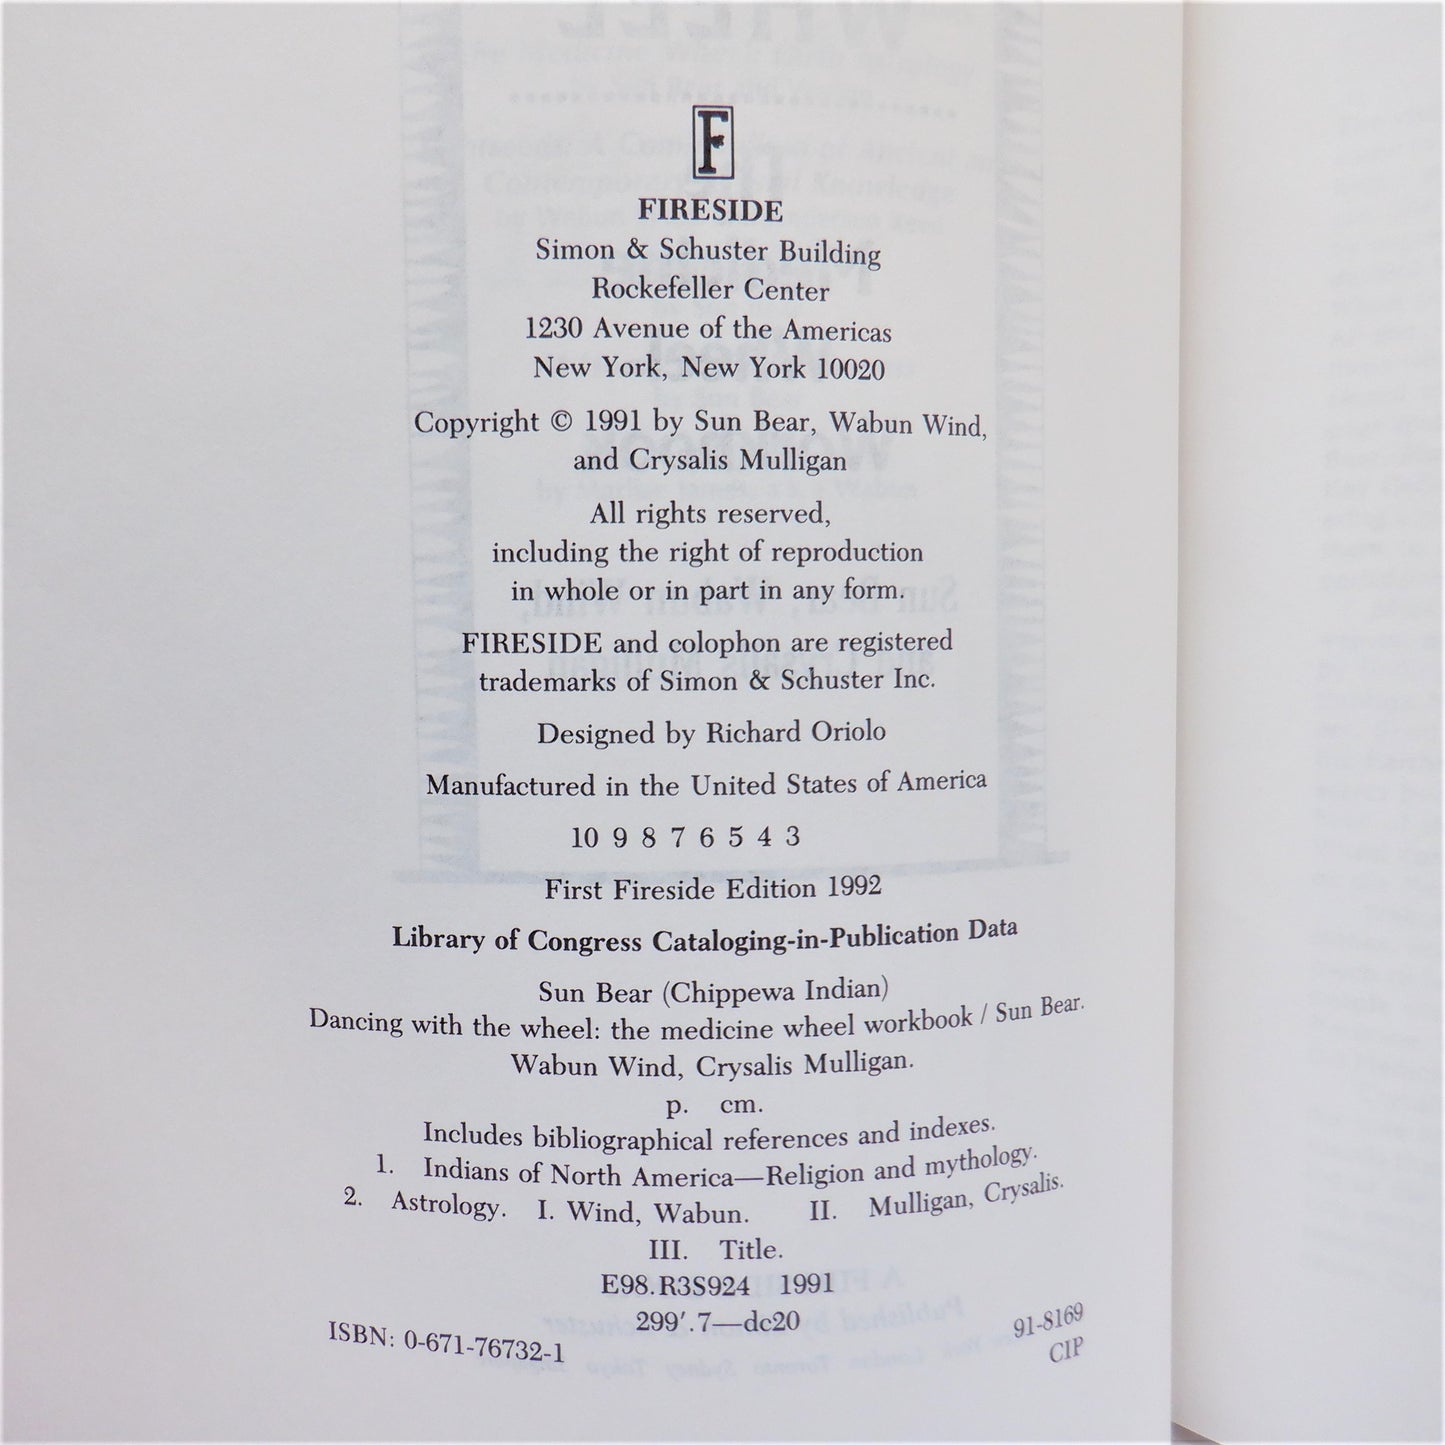 F
FIRESIDE
Simon & Schuster Building
Rockefeller Center
1230 Avenue of the Americas
New York, New York 10020
Copyright © 1991 by Sun Bear, Wabun Wind,
and Crysalis Mulligan
All rights reserved,
including the right of reproduction
in whole or in part in any form.
FIRESIDE and colophon are registered
trademarks of Simon & Schuster Inc.
Designed by Richard Oriolo
Manufactured in the United States of America
10 9 8 7 6 5 4 3
First Fireside Edition 1992
Library of Congress Cataloging-in-Publication Data
Sun Bear (Chippewa Indian)
Dancing with the wheel: the medicine wheel workbook / Sun Bear.
Wabun Wind, Crysalis Mulligan.
p. cm.
Includes bibliographical references and indexes.
1. Indians of North America—Religion and mythology.
2. Astrology. I. Wind, Wabun. II. Mulligan, Crysalis.
III. Title.
E98.R3S924 1991
299′.7—dc20
91-8169
ISBN: 0-671-76732-1
CIP